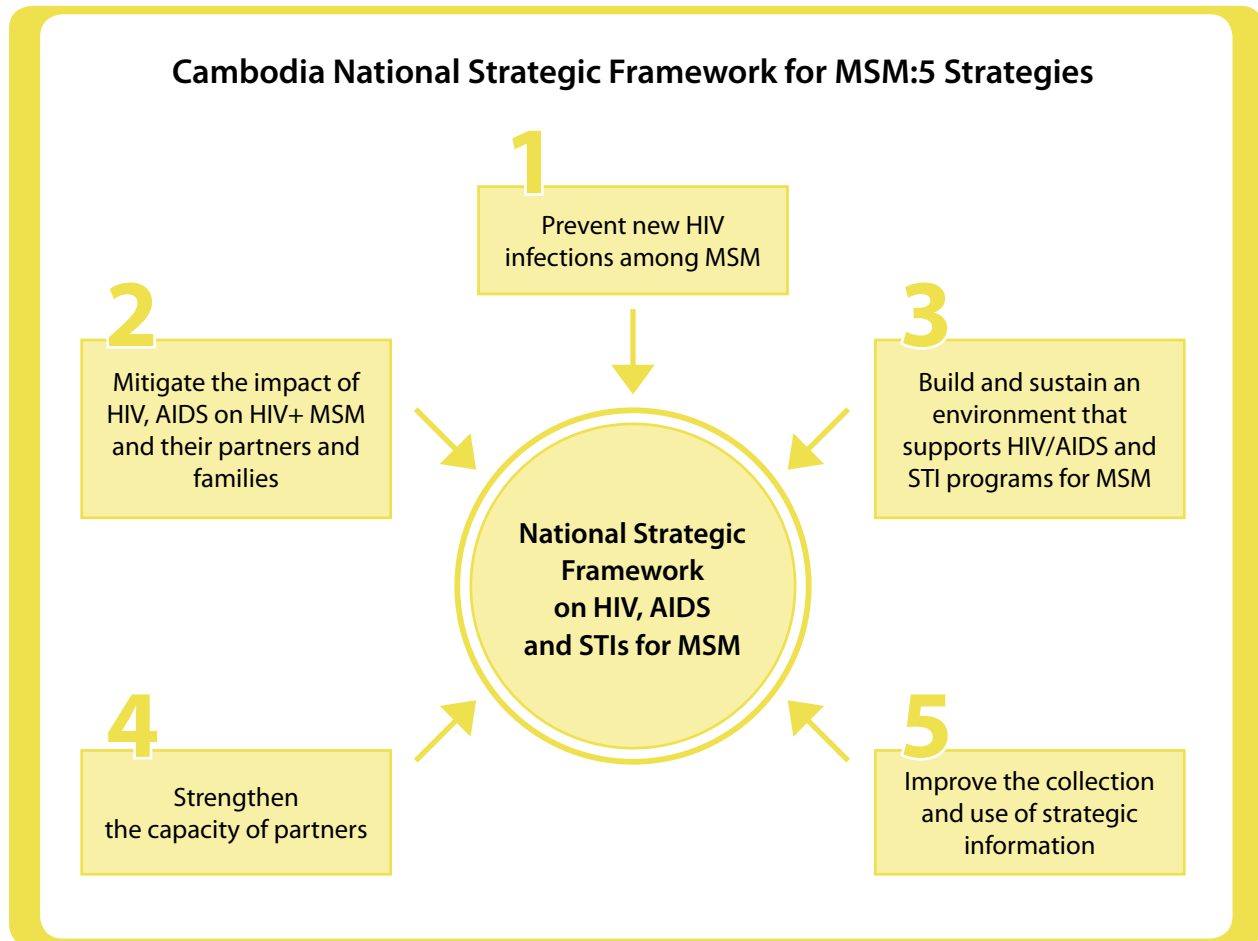 Cambodia National Strategic Framework for MSM:5 Strategies
1
Prevent new HIV
infections among MSM
2
Mitigate the impact of
HIV, AIDS on HIV+ MSM
and their partners and
families
3
Build and sustain an
environment that
supports HIV/AIDS and
STI programs for MSM
National Strategic
Framework
on HIV, AIDS
and STIs for MSM
4
Strengthen
the capacity of partners
5
Improve the collection
and use of strategic
information